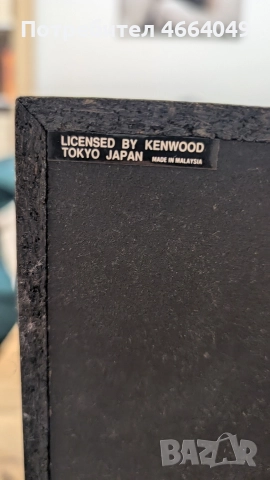 Потребител 4664049
LICENSED BY KENWOOD
TOKYO JAPAN MADE IN MALAYSIA
BAZAR